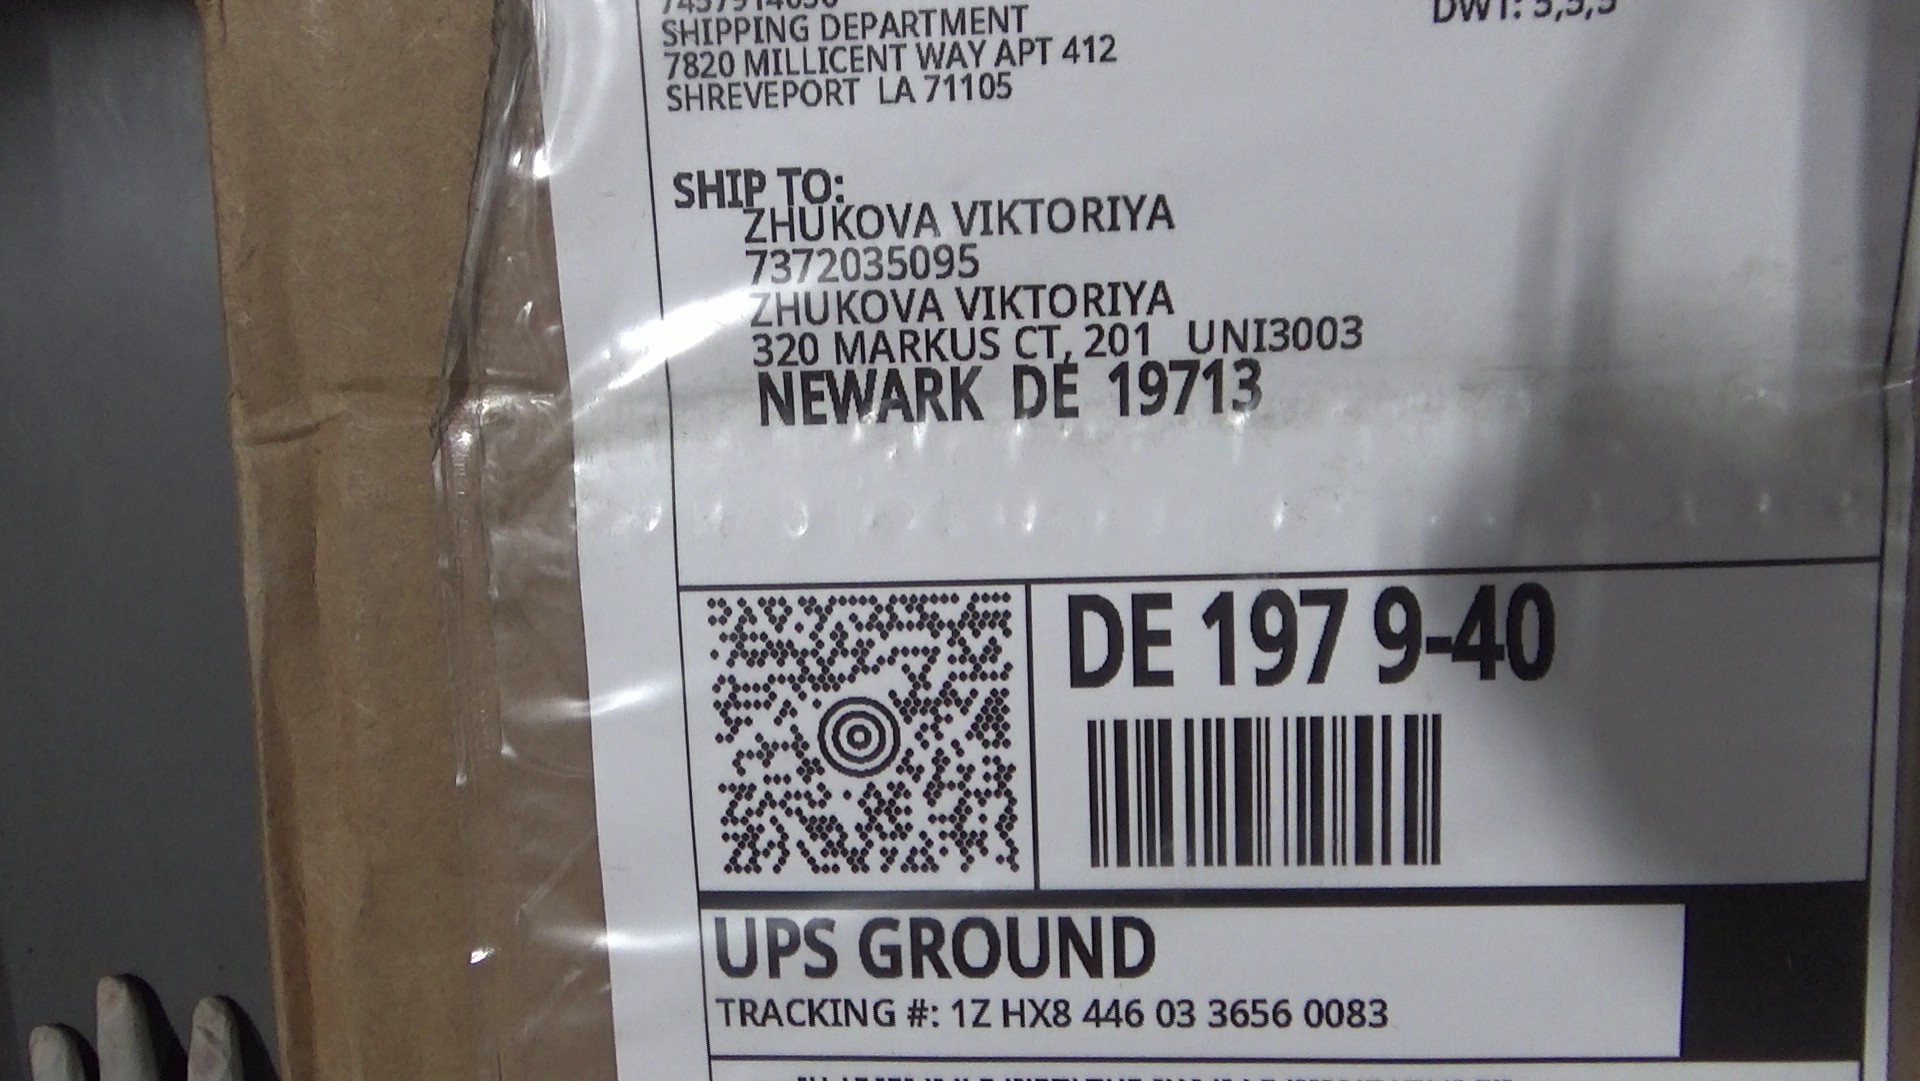 SHIPPING DEPARTMENT
7820 MILLICENT WAY APT 412
SHREVEPORT LA 71105
SHIP TO:
ZHUKOVA VIKTORIYA
7372035095
ZHUKOVA VIKTORIYA
320 MARKUS CT, 201 UNI3003
NEWARK DE 19713
DE 197 9-40
UPS GROUND
TRACKING #: 1Z HX8 446 03 3656 0083